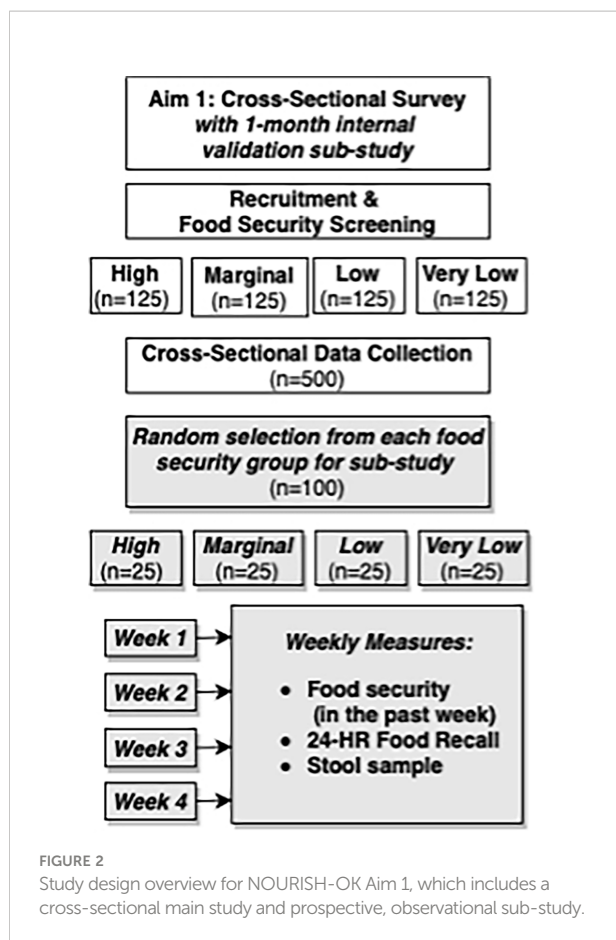 Aim 1: Cross-Sectional Survey
with 1-month internal
validation sub-study
Recruitment &
Food Security Screening
High Marginal Low Very Low
(n=125) (n=125) (n=125) (n=125)
Cross-Sectional Data Collection
(n=500)
Random selection from each food
security group for sub-study
(n=100)
High Marginal Low Very Low
(n=25) (n=25) (n=25) (n=25)
Week 1
Week 2
Week 3
Week 4
Weekly Measures:
• Food security
(in the past week)
• 24-HR Food Recall
• Stool sample
FIGURE 2
Study design overview for NOURISH-OK Aim 1, which includes a
cross-sectional main study and prospective, observational sub-study.